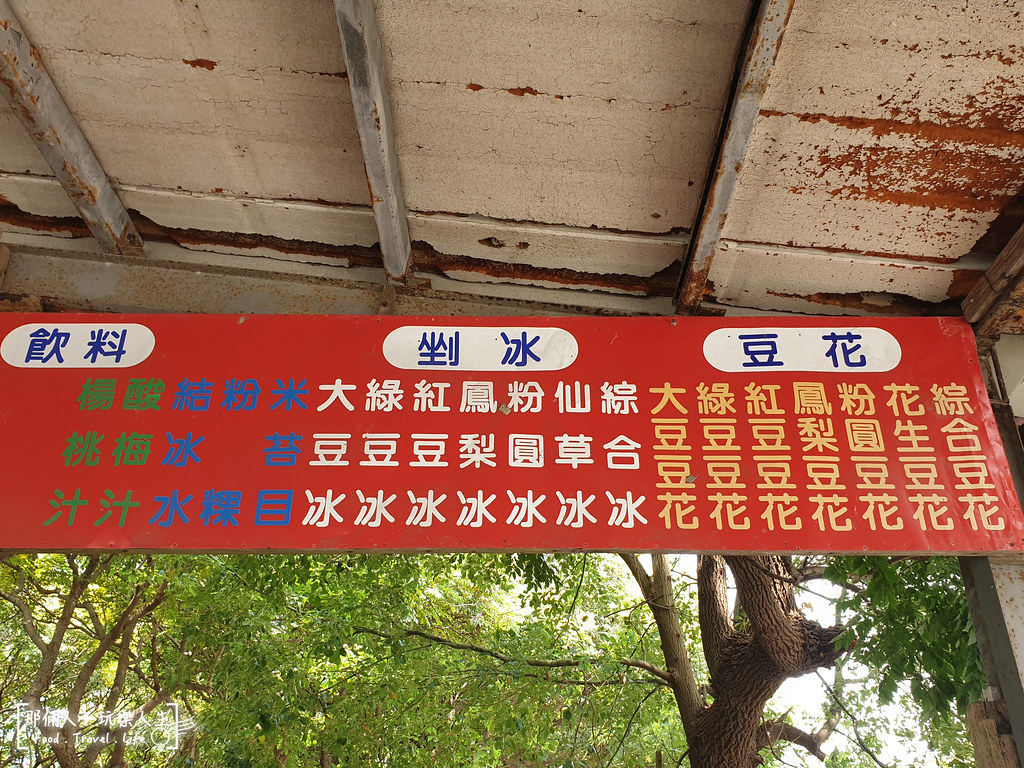 飲料
楊桃汁
酸梅汁
結冰水
粉粿
米苔目
剉冰
大豆冰
綠豆冰
紅豆冰
鳳梨冰
粉圓冰
仙草冰
綜合冰
豆花
大豆豆花
綠豆豆花
紅豆豆花
鳳梨豆花
粉圓豆花
花生豆花
綜合豆花
Food . Travel . Life